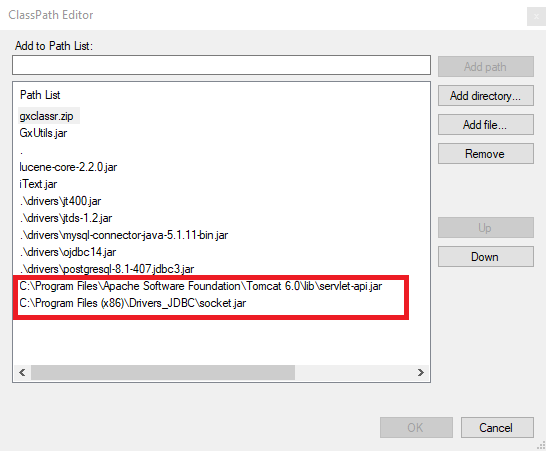 ClassPath Editor
x
Add to Path List:
Add path
Path List
Add directory...
gxclassr.zip
GxUtils.jar
Add file...
.
Remove
lucene-core-2.2.0.jar
iText.jar
.\drivers\jt400.jar
.\drivers\jtds-1.2.jar
Up
.\drivers\mysql-connector-java-5.1.11-bin.jar
.\drivers\ojdbc14.jar
Down
.\drivers\postgresql-8.1-407.jdbc3.jar
C:\Program Files\Apache Software Foundation\Tomcat 6.0\lib\servlet-api.jar
C:\Program Files (x86)\Drivers_JDBC\socket.jar
OK
Cancel